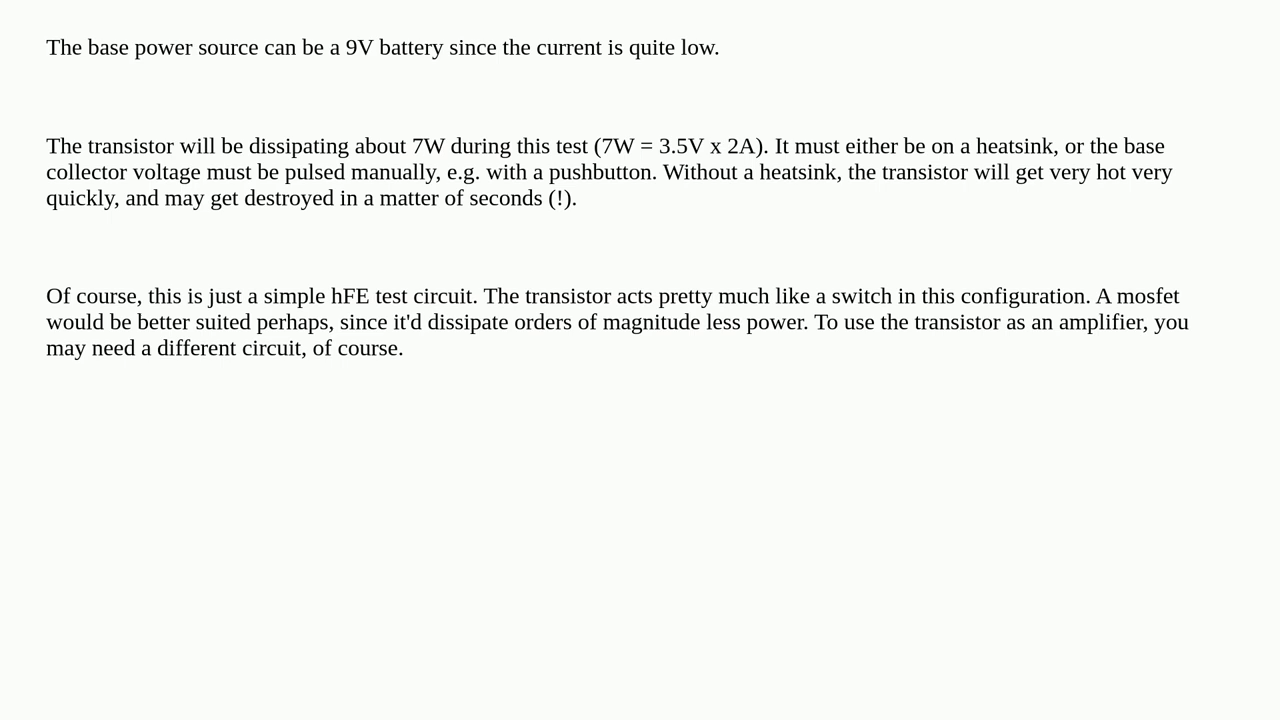 The base power source can be a 9V battery since the current is quite low.
The transistor will be dissipating about 7W during this test (7W = 3.5V x 2A). It must either be on a heatsink, or the base
collector voltage must be pulsed manually, e.g. with a pushbutton. Without a heatsink, the transistor will get very hot very
quickly, and may get destroyed in a matter of seconds (!).
Of course, this is just a simple hFE test circuit. The transistor acts pretty much like a switch in this configuration. A mosfet
would be better suited perhaps, since it'd dissipate orders of magnitude less power. To use the transistor as an amplifier, you
may need a different circuit, of course.